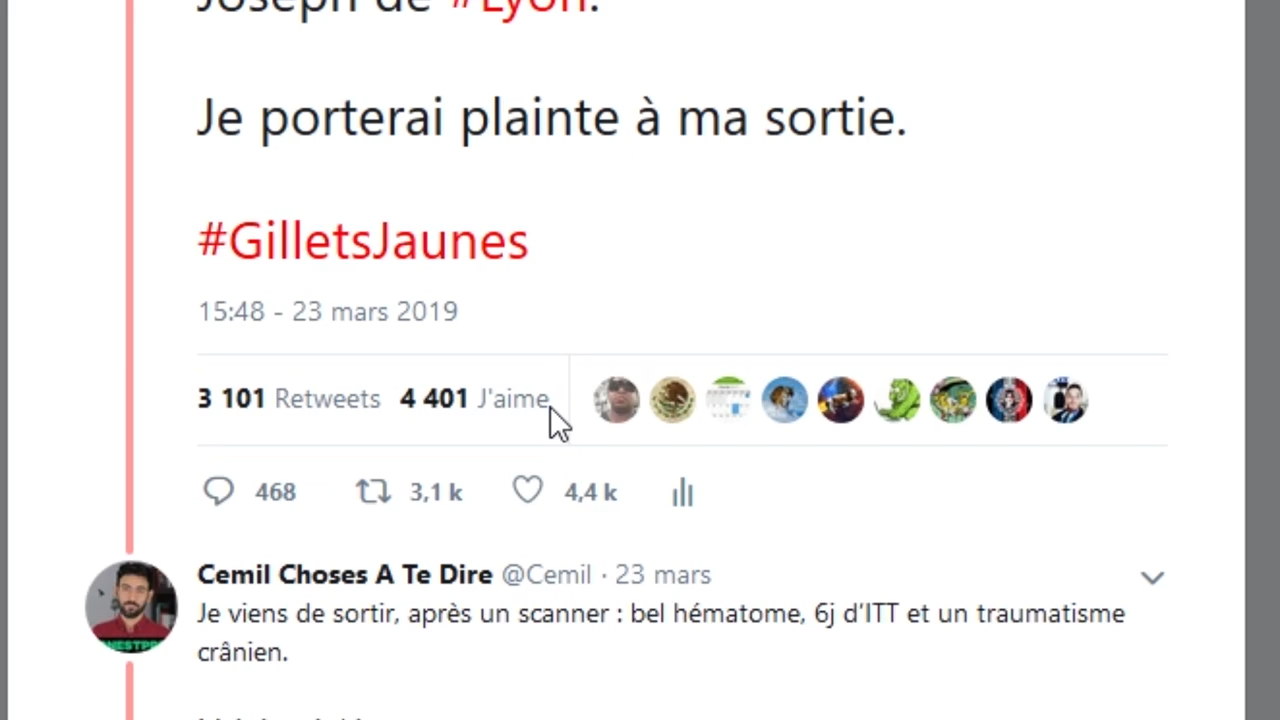 Joseph de #Lyon.
Je porterai plainte à ma sortie.
#GilletsJaunes
15:48 - 23 mars 2019
3 101 Retweets 4 401 J'aime
468 3,1 k 4,4 k
Cemil Choses A Te Dire @Cemil · 23 mars
Je viens de sortir, après un scanner : bel hématome, 6j d’ITT et un traumatisme
crânien.